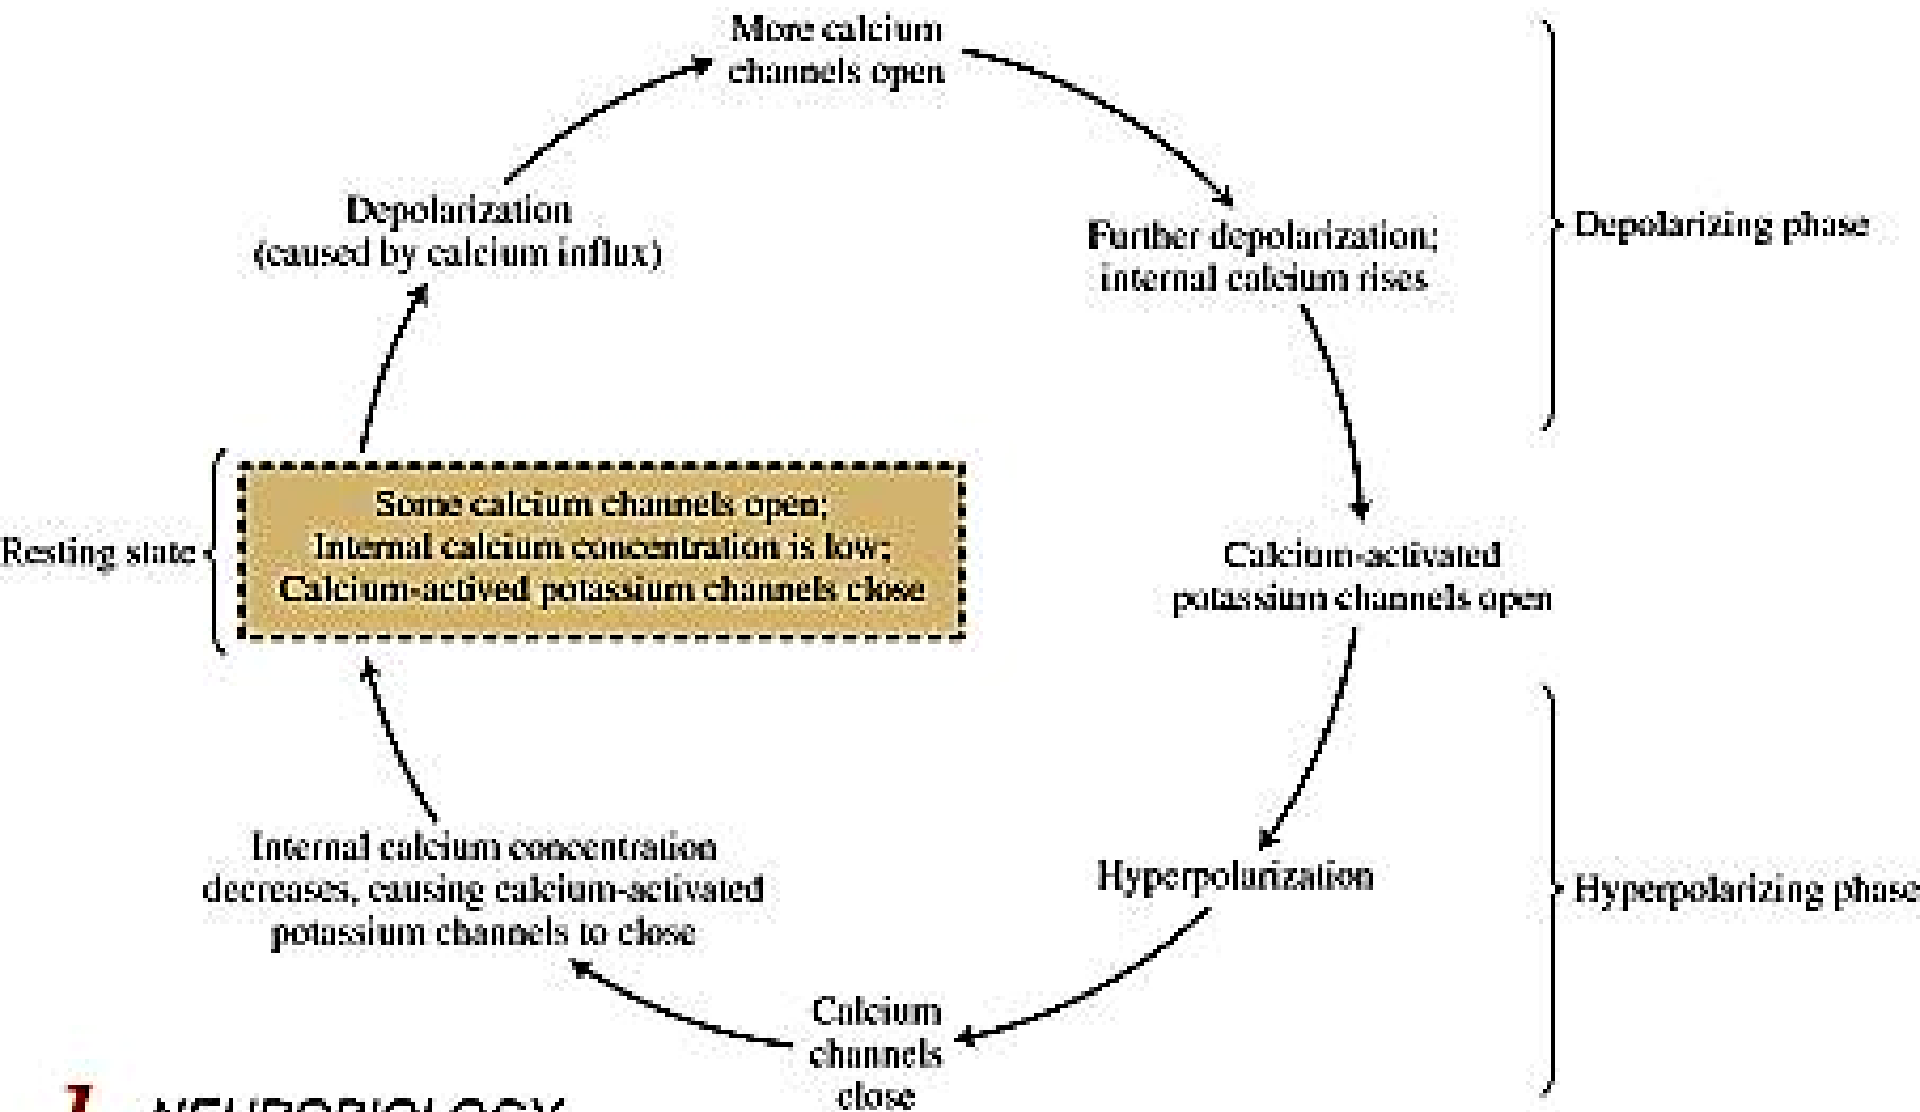 More calcium
channels open
Depolarization
(caused by calcium influx)
Further depolarization;
internal calcium rises
Depolarizing phase
Resting state
Some calcium channels open;
Internal calcium concentration is low;
Calcium-actived potassium channels close
Calcium-activated
potassium channels open
Internal calcium concentration
decreases, causing calcium-activated
potassium channels to close
Hyperpolarization
Hyperpolarizing phase
Calcium
channels
close
NEUROBIOLOGY